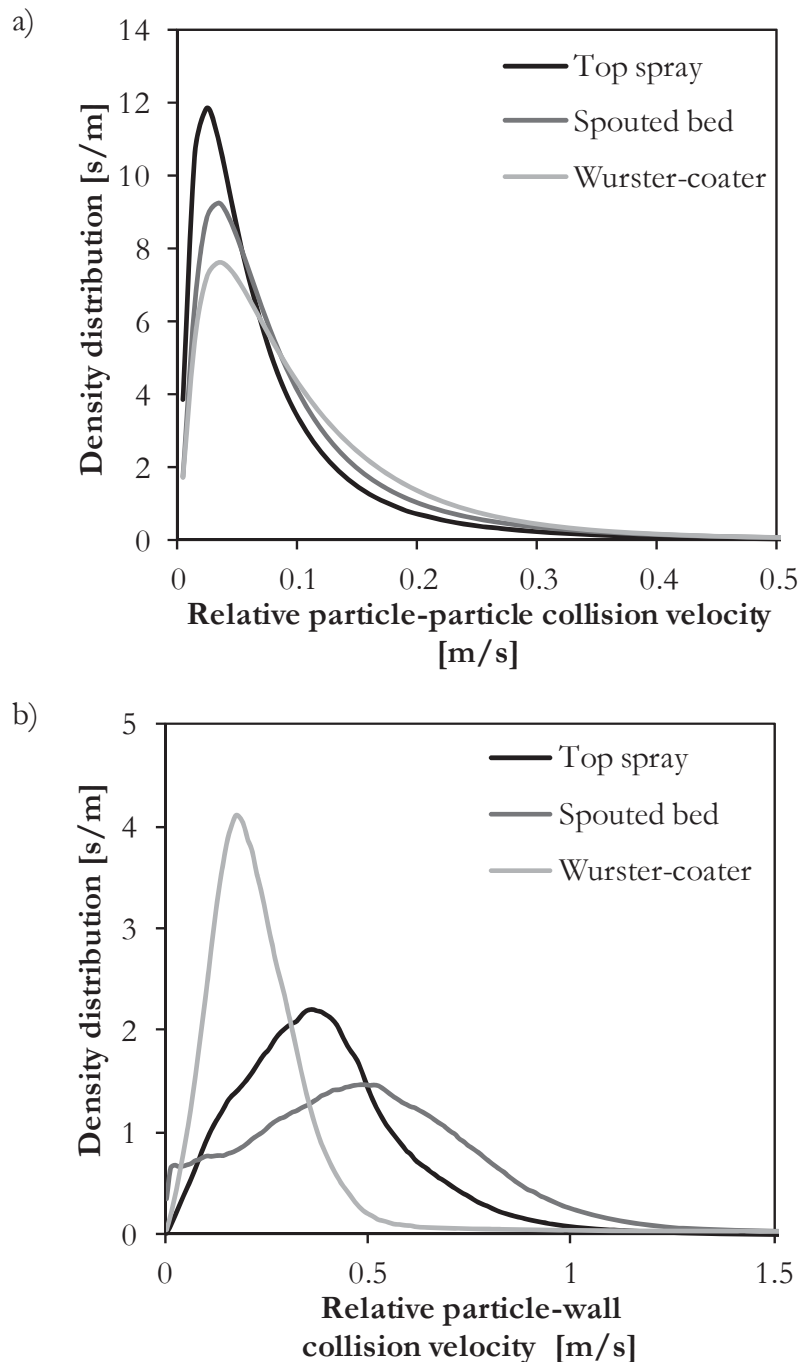 a)
Density distribution [s/m]
14
12
10
8
6
4
2
0
Top spray
Spouted bed
Wurster-coater
0 0.1 0.2 0.3 0.4 0.5
Relative particle-particle collision velocity
[m/s]
b)
Density distribution [s/m]
5
4
3
2
1
0
Top spray
Spouted bed
Wurster-coater
0 0.5 1 1.5
Relative particle-wall
collision velocity [m/s]